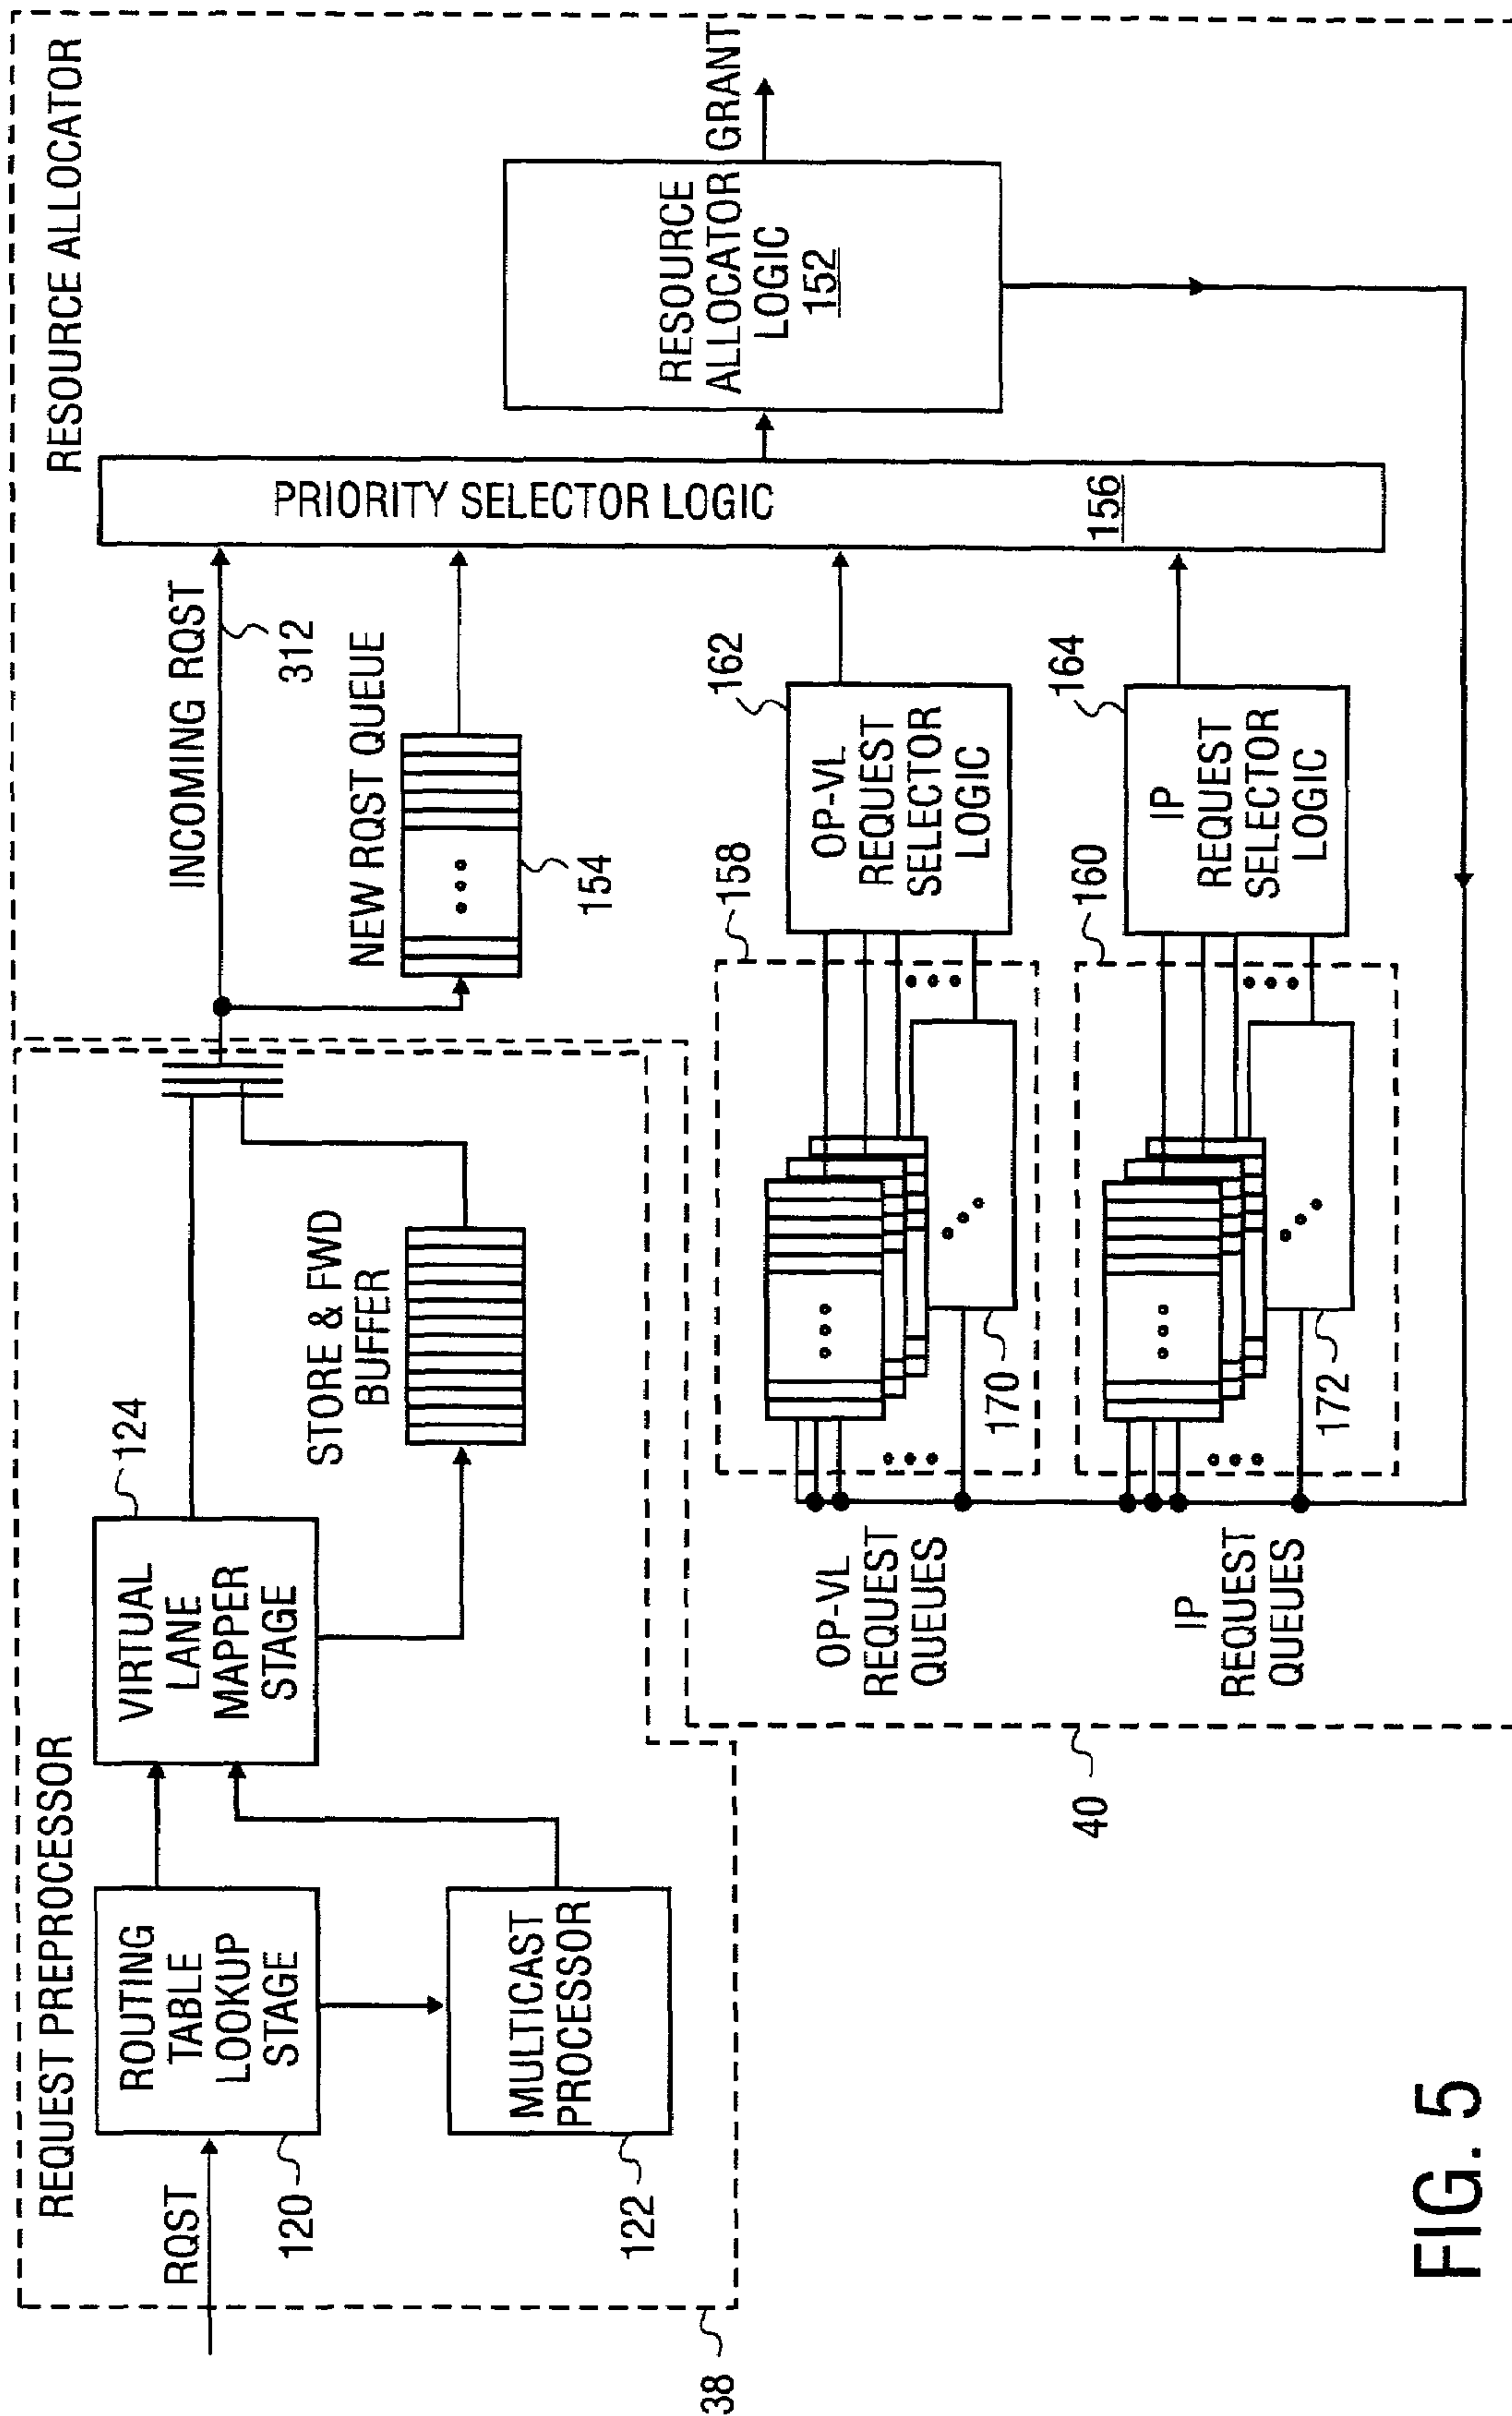 REQUEST PREPROCESSOR
RQST
ROUTING
TABLE
LOOKUP
STAGE
120
MULTICAST
PROCESSOR
122
VIRTUAL
LANE
MAPPER
STAGE
124
STORE & FWD
BUFFER
38
RESOURCE ALLOCATOR
INCOMING RQST
312
NEW RQST QUEUE
154
PRIORITY SELECTOR LOGIC
156
RESOURCE
ALLOCATOR
LOGIC
152
GRANT
OP-VL
REQUEST
QUEUES
158
170
OP-VL
REQUEST
SELECTOR
LOGIC
162
IP
REQUEST
QUEUES
160
172
IP
REQUEST
SELECTOR
LOGIC
164
40
FIG. 5